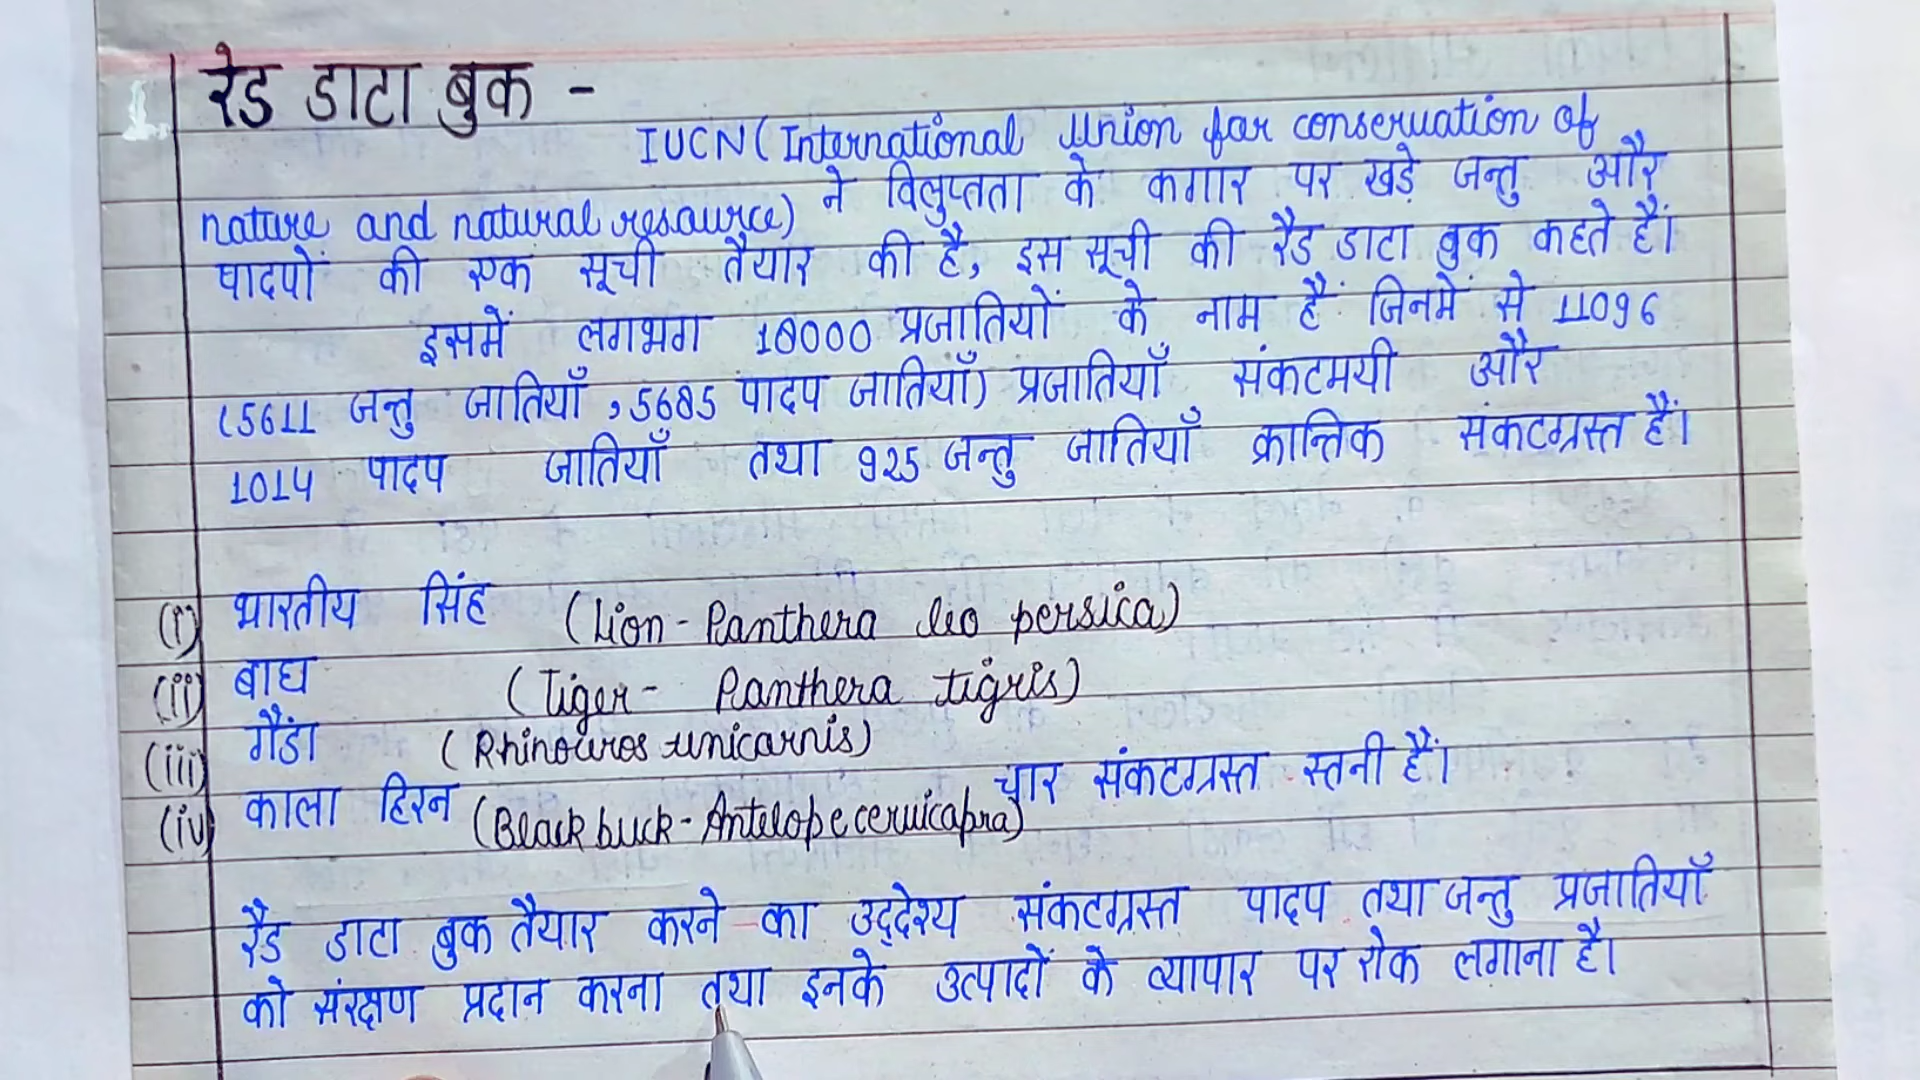 रेड डाटा बुक -
IUCN (International Union for conservation of
nature and natural resource) ने विलुप्तता के कगार पर खड़े जन्तु और
पादपों की एक सूची तैयार की है, इस सूची की रैड डाटा बुक कहते हैं।
इसमें लगभग 18000 प्रजातियों के नाम हैं जिनमें से 11096
(5611 जन्तु जातियाँ, 5685 पादप जातियाँ) प्रजातियाँ संकटमयी और
1014 पादप जातियाँ तथा 925 जन्तु जातियाँ क्रान्तिक संकटग्रस्त हैं।
(i) भारतीय सिंह (Lion - Panthera leo persica)
(ii) बाघ (Tiger - Panthera tigris)
(iii) गैंडा (Rhinoceros unicornis)
(iv) काला हिरन (Black buck - Antelope cervicapra) चार संकटग्रस्त स्तनी हैं।
रैड डाटा बुक तैयार करने का उद्देश्य संकटग्रस्त पादप तथा जन्तु प्रजातियाँ
को संरक्षण प्रदान करना तथा इनके उत्पादों के व्यापार पर रोक लगाना है।